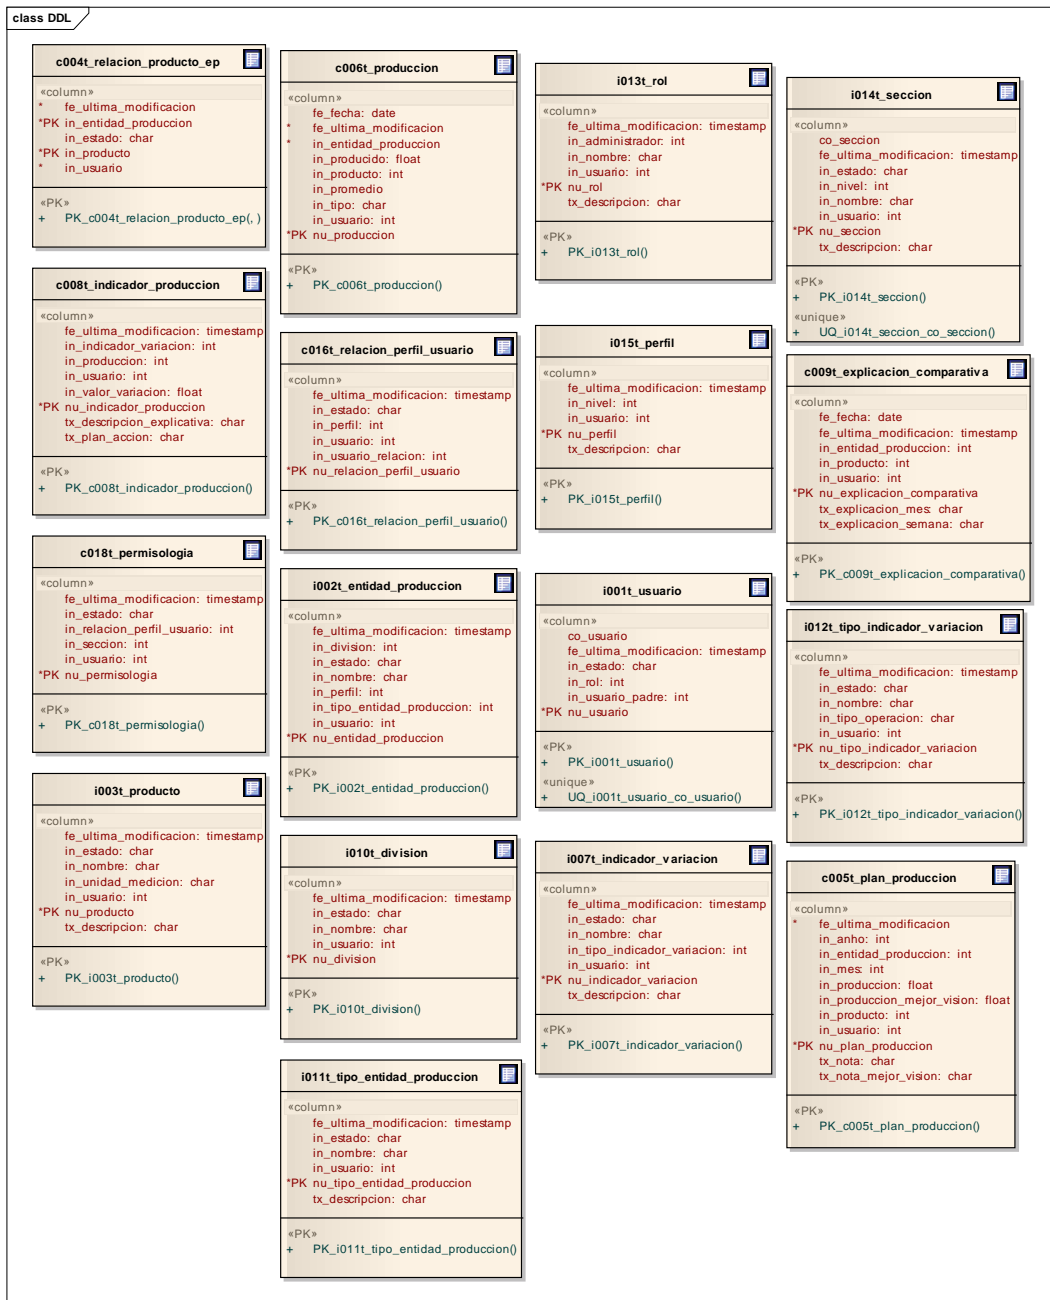 class DDL
c004t_relacion_producto_ep
«column»
* fe_ultima_modificacion
*PK in_entidad_produccion
in_estado: char
*PK in_producto
* in_usuario
«PK»
+ PK_c004t_relacion_producto_ep(, )
c008t_indicador_produccion
«column»
fe_ultima_modificacion: timestamp
in_indicador_variacion: int
in_produccion: int
in_usuario: int
in_valor_variacion: float
*PK nu_indicador_produccion
tx_descripcion_explicativa: char
tx_plan_accion: char
«PK»
+ PK_c008t_indicador_produccion()
c018t_permisologia
«column»
fe_ultima_modificacion: timestamp
in_estado: char
in_relacion_perfil_usuario: int
in_seccion: int
in_usuario: int
*PK nu_permisologia
«PK»
+ PK_c018t_permisologia()
i003t_producto
«column»
fe_ultima_modificacion: timestamp
in_estado: char
in_nombre: char
in_unidad_medicion: char
in_usuario: int
*PK nu_producto
tx_descripcion: char
«PK»
+ PK_i003t_producto()
c006t_produccion
«column»
fe_fecha: date
* fe_ultima_modificacion
* in_entidad_produccion
in_producido: float
in_producto: int
in_promedio
in_tipo: char
in_usuario: int
*PK nu_produccion
«PK»
+ PK_c006t_produccion()
c016t_relacion_perfil_usuario
«column»
fe_ultima_modificacion: timestamp
in_estado: char
in_perfil: int
in_usuario: int
in_usuario_relacion: int
*PK nu_relacion_perfil_usuario
«PK»
+ PK_c016t_relacion_perfil_usuario()
i002t_entidad_produccion
«column»
fe_ultima_modificacion: timestamp
in_division: int
in_estado: char
in_nombre: char
in_perfil: int
in_tipo_entidad_produccion: int
in_usuario: int
*PK nu_entidad_produccion
«PK»
+ PK_i002t_entidad_produccion()
i010t_division
«column»
fe_ultima_modificacion: timestamp
in_estado: char
in_nombre: char
in_usuario: int
*PK nu_division
«PK»
+ PK_i010t_division()
i011t_tipo_entidad_produccion
«column»
fe_ultima_modificacion: timestamp
in_estado: char
in_nombre: char
in_usuario: int
*PK nu_tipo_entidad_produccion
tx_descripcion: char
«PK»
+ PK_i011t_tipo_entidad_produccion()
i013t_rol
«column»
fe_ultima_modificacion: timestamp
in_administrador: int
in_nombre: char
in_usuario: int
*PK nu_rol
tx_descripcion: char
«PK»
+ PK_i013t_rol()
i015t_perfil
«column»
fe_ultima_modificacion: timestamp
in_nivel: int
in_usuario: int
*PK nu_perfil
tx_descripcion: char
«PK»
+ PK_i015t_perfil()
i001t_usuario
«column»
co_usuario
fe_ultima_modificacion: timestamp
in_estado: char
in_rol: int
in_usuario_padre: int
*PK nu_usuario
«PK»
+ PK_i001t_usuario()
«unique»
+ UQ_i001t_usuario_co_usuario()
i007t_indicador_variacion
«column»
fe_ultima_modificacion: timestamp
in_estado: char
in_nombre: char
in_tipo_indicador_variacion: int
in_usuario: int
*PK nu_indicador_variacion
tx_descripcion: char
«PK»
+ PK_i007t_indicador_variacion()
i014t_seccion
«column»
co_seccion
fe_ultima_modificacion: timestamp
in_estado: char
in_nivel: int
in_nombre: char
in_usuario: int
*PK nu_seccion
tx_descripcion: char
«PK»
+ PK_i014t_seccion()
«unique»
+ UQ_i014t_seccion_co_seccion()
c009t_explicacion_comparativa
«column»
fe_fecha: date
fe_ultima_modificacion: timestamp
in_entidad_produccion: int
in_producto: int
in_usuario: int
*PK nu_explicacion_comparativa
tx_explicacion_mes: char
tx_explicacion_semana: char
«PK»
+ PK_c009t_explicacion_comparativa()
i012t_tipo_indicador_variacion
«column»
fe_ultima_modificacion: timestamp
in_estado: char
in_nombre: char
in_tipo_operacion: char
in_usuario: int
*PK nu_tipo_indicador_variacion
tx_descripcion: char
«PK»
+ PK_i012t_tipo_indicador_variacion()
c005t_plan_produccion
«column»
* fe_ultima_modificacion
in_anho: int
in_entidad_produccion: int
in_mes: int
in_produccion: float
in_produccion_mejor_vision: float
in_producto: int
in_usuario: int
*PK nu_plan_produccion
tx_nota: char
tx_nota_mejor_vision: char
«PK»
+ PK_c005t_plan_produccion()